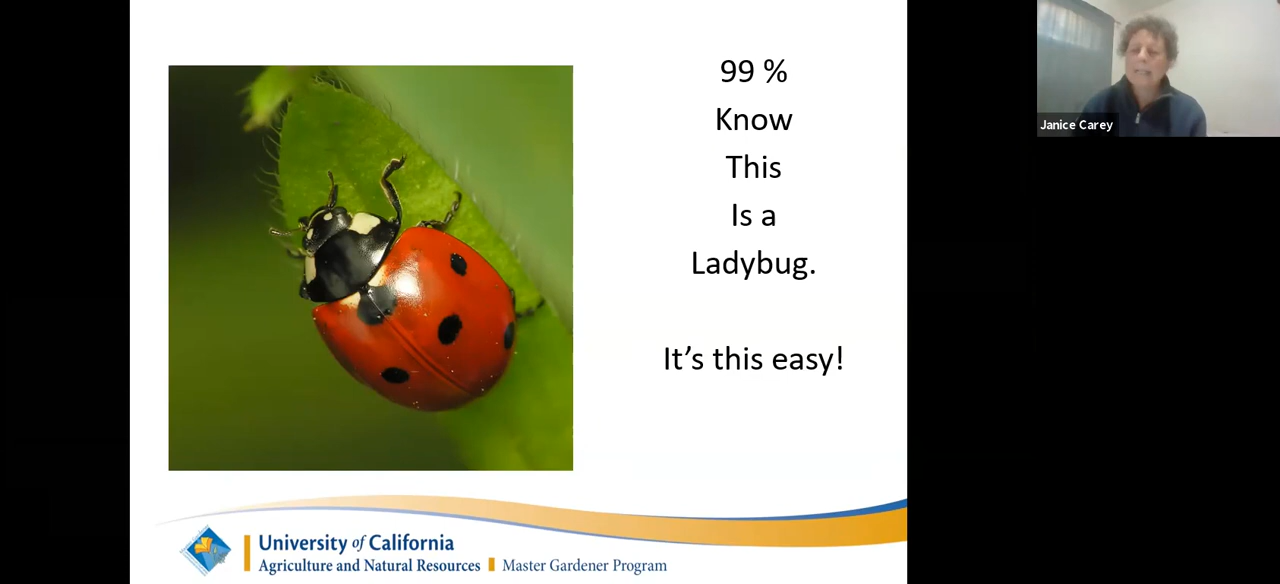 99 %
Know
This
Is a
Ladybug.
It's this easy!
Janice Carey
University of California
Agriculture and Natural Resources Master Gardener Program